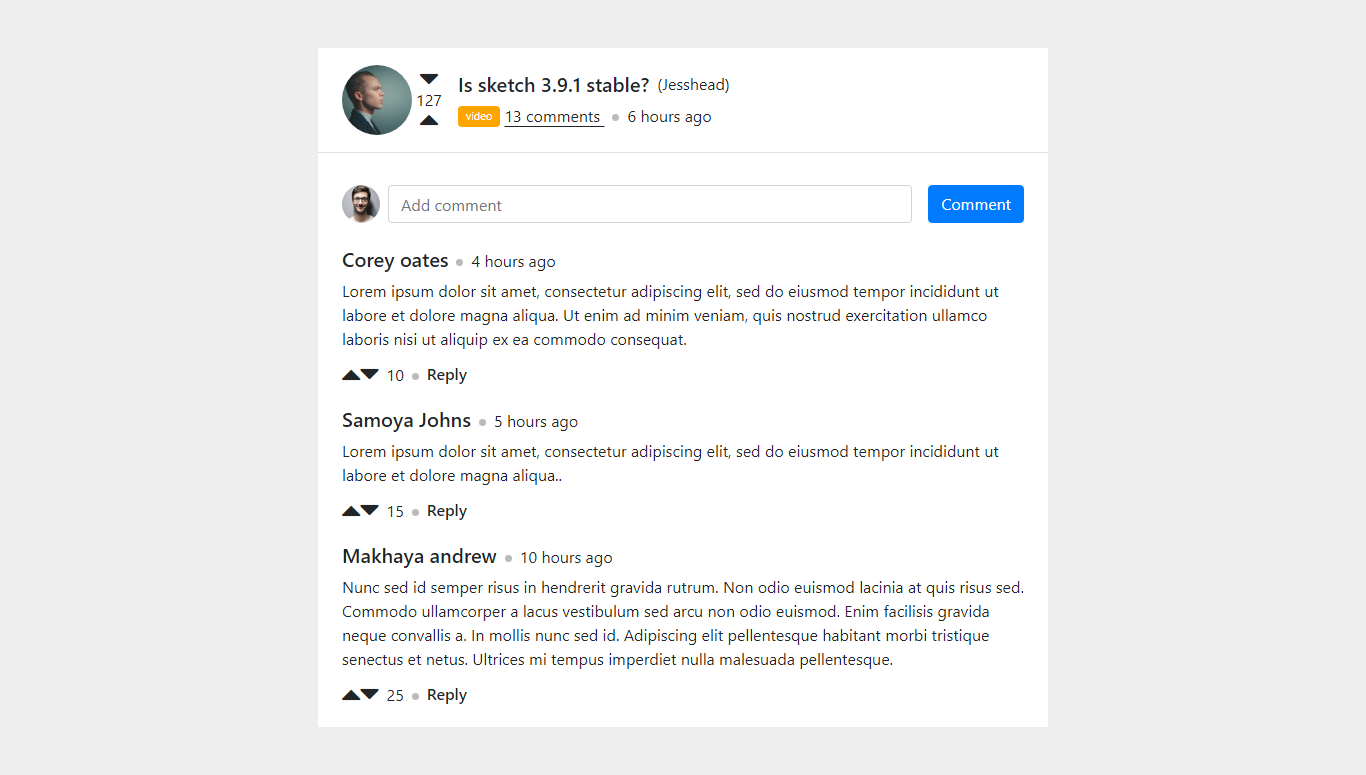 Is sketch 3.9.1 stable? (Jesshead)
127
video 13 comments 6 hours ago
Add comment Comment
Corey oates 4 hours ago
Lorem ipsum dolor sit amet, consectetur adipiscing elit, sed do eiusmod tempor incididunt ut
labore et dolore magna aliqua. Ut enim ad minim veniam, quis nostrud exercitation ullamco
laboris nisi ut aliquip ex ea commodo consequat.
10 Reply
Samoya Johns 5 hours ago
Lorem ipsum dolor sit amet, consectetur adipiscing elit, sed do eiusmod tempor incididunt ut
labore et dolore magna aliqua..
15 Reply
Makhaya andrew 10 hours ago
Nunc sed id semper risus in hendrerit gravida rutrum. Non odio euismod lacinia at quis risus sed.
Commodo ullamcorper a lacus vestibulum sed arcu non odio euismod. Enim facilisis gravida
neque convallis a. In mollis nunc sed id. Adipiscing elit pellentesque habitant morbi tristique
senectus et netus. Ultrices mi tempus imperdiet nulla malesuada pellentesque.
25 Reply